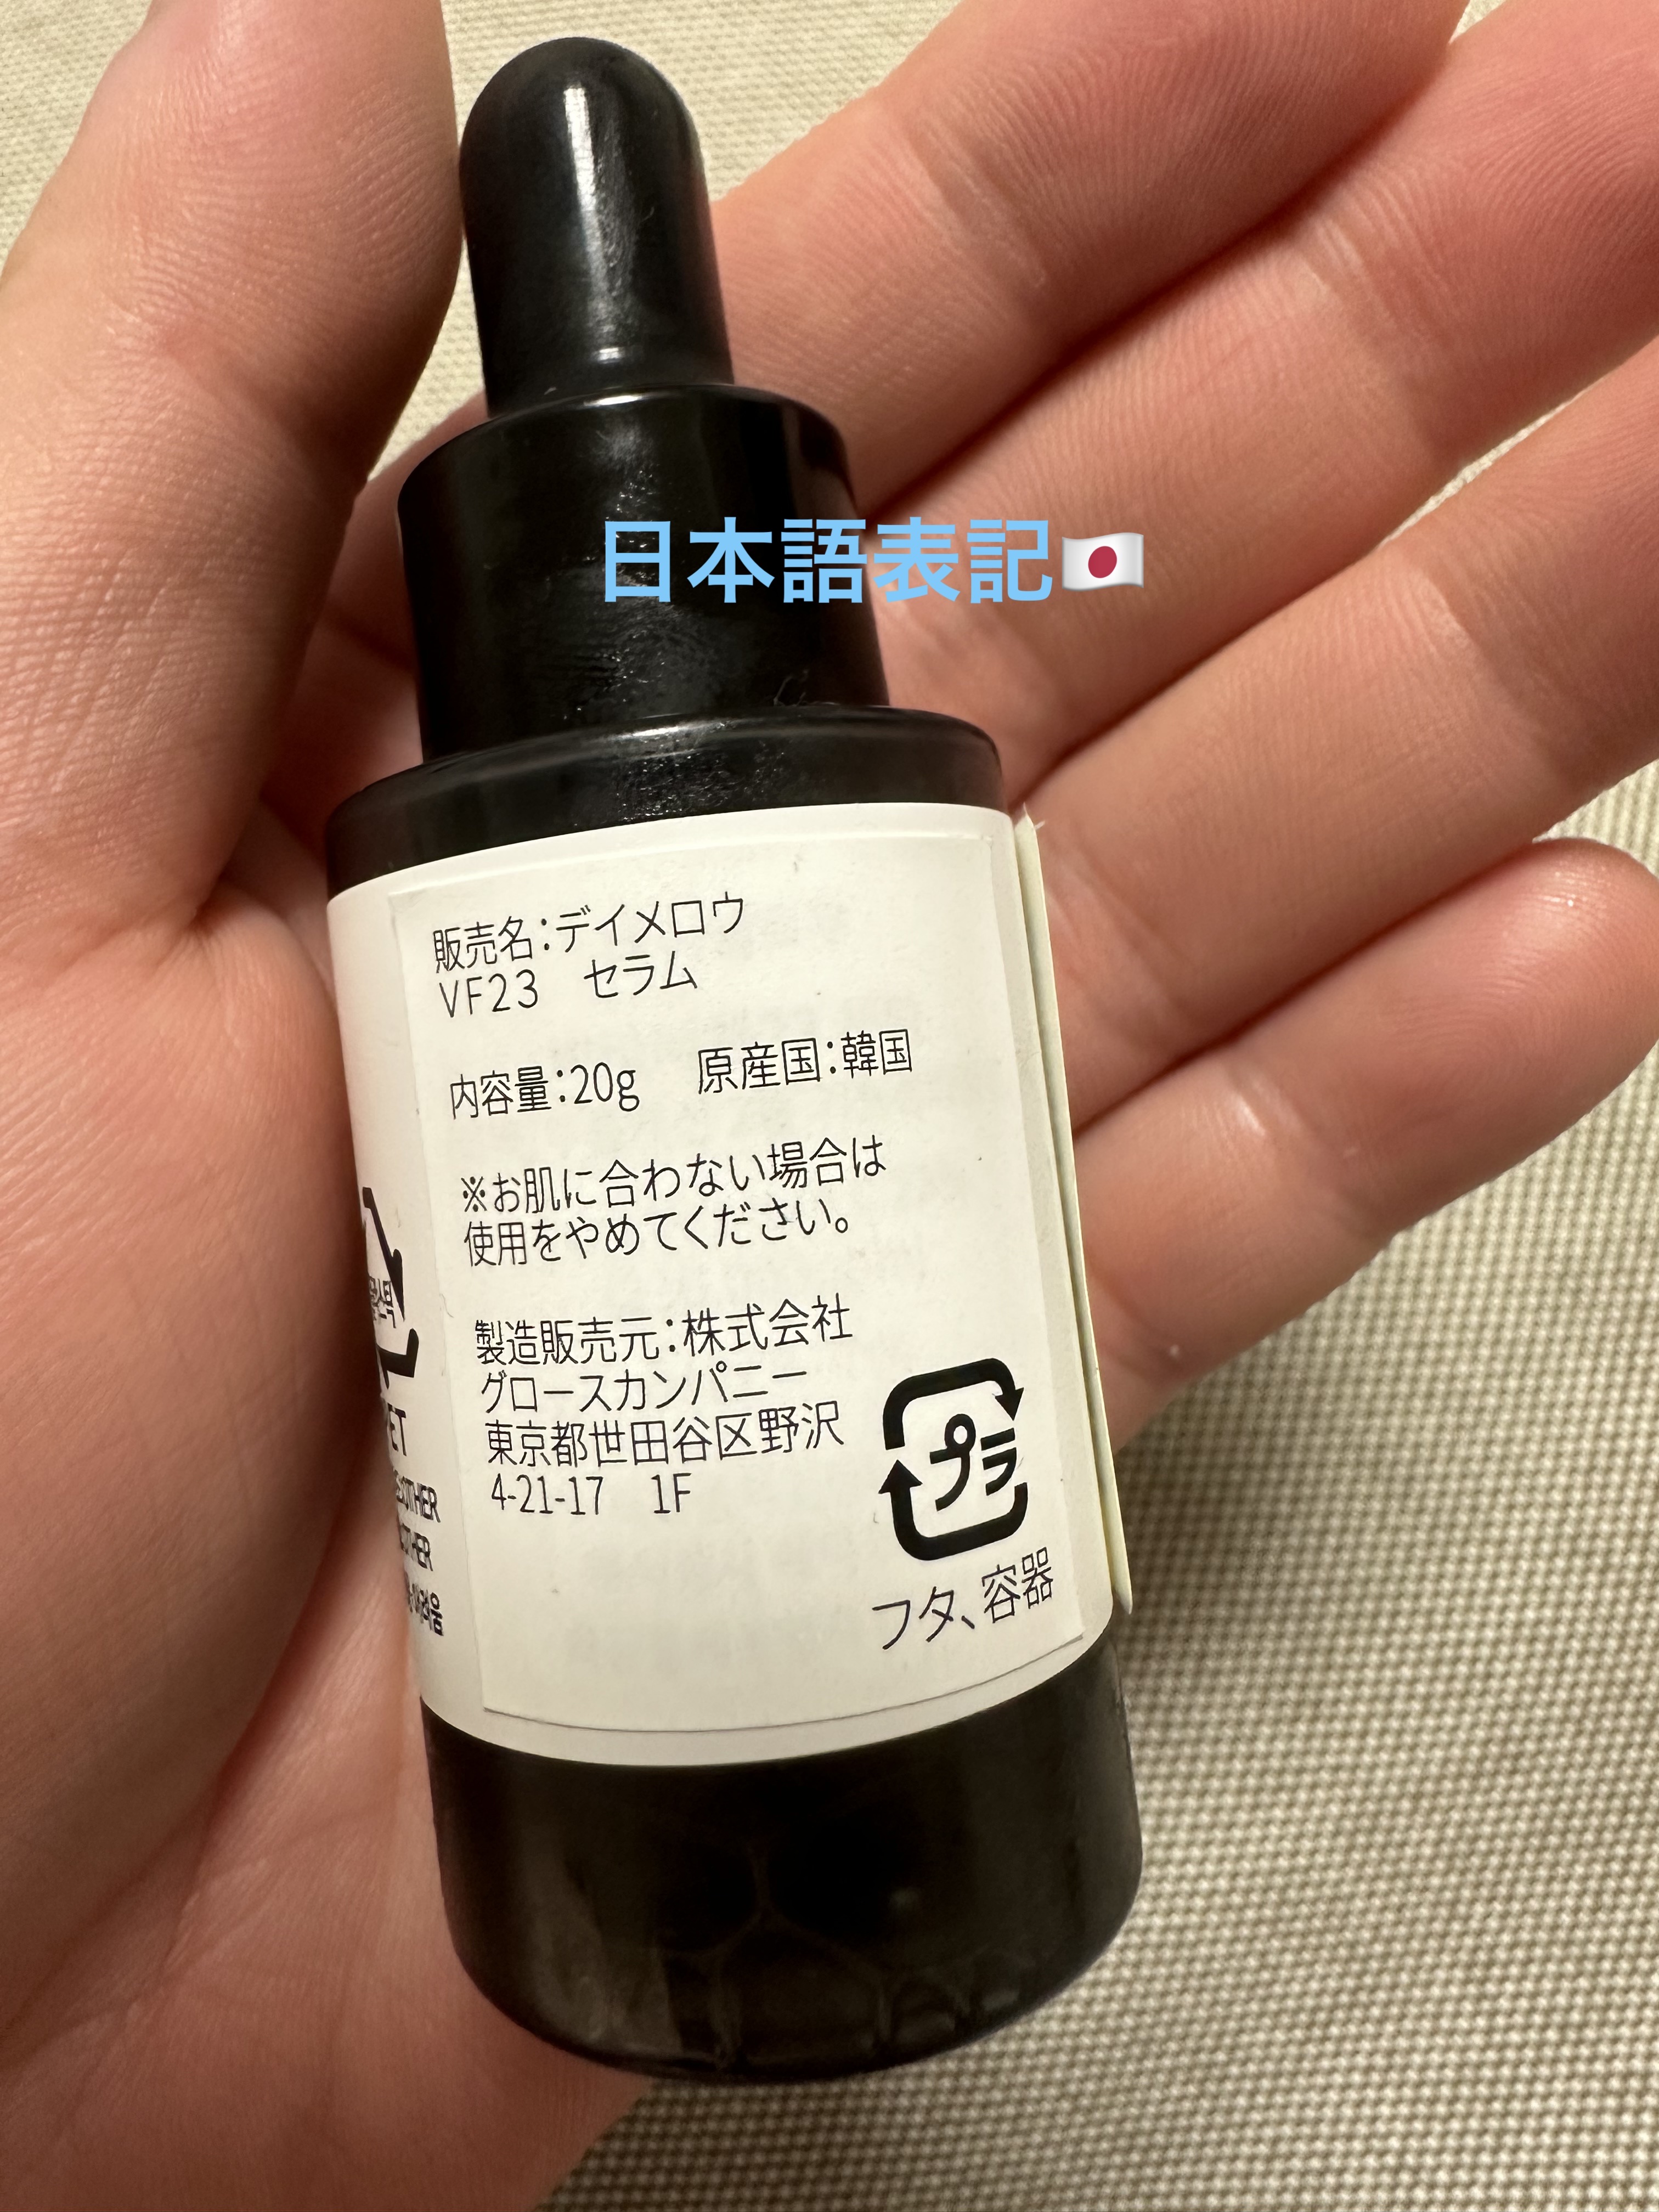 日本語表記🇯🇵
販売名：デイメロウ
VF23　セラム
内容量：20g　原産国：韓国
※お肌に合わない場合は
使用をやめてください。
製造販売元：株式会社
グロースカンパニー
東京都世田谷区野沢
4-21-17　1F
プラ
フタ、容器